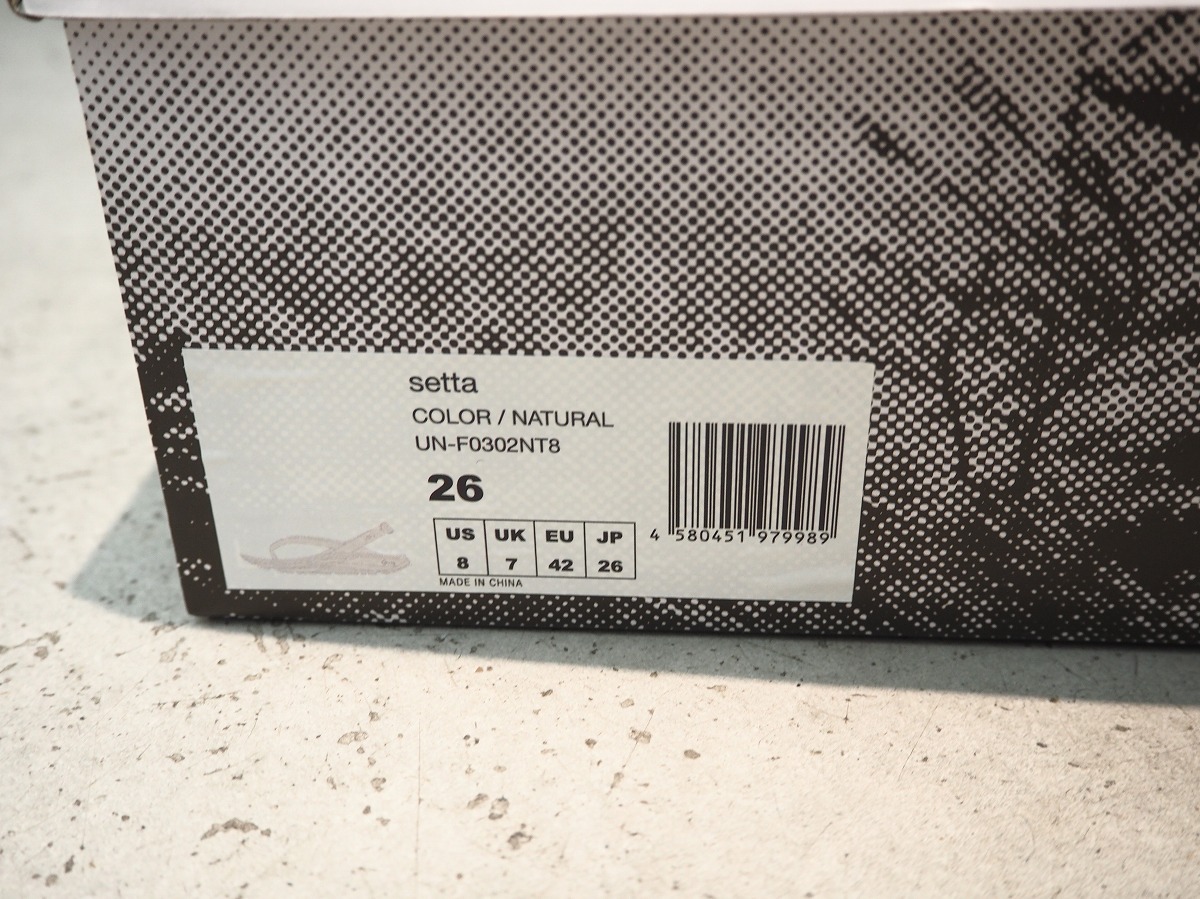 setta
COLOR / NATURAL
UN-F0302NT8
26
US UK EU JP
8 7 42 26
MADE IN CHINA
4 580451 979989